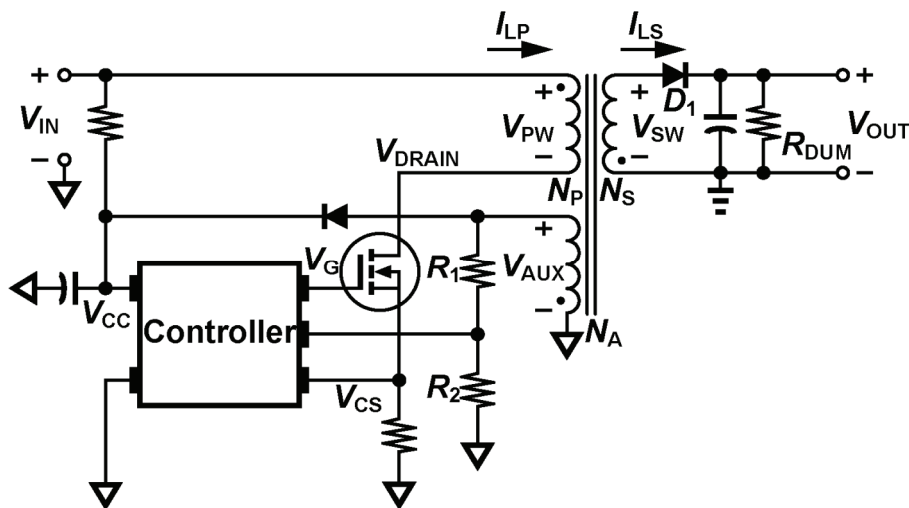 I_LP I_LS
+ + + D_1 +
V_IN V_PW V_SW R_DUM V_OUT
− − − −
V_DRAIN N_P N_S
V_G R_1 + V_AUX −
V_CC Controller N_A
V_CS R_2